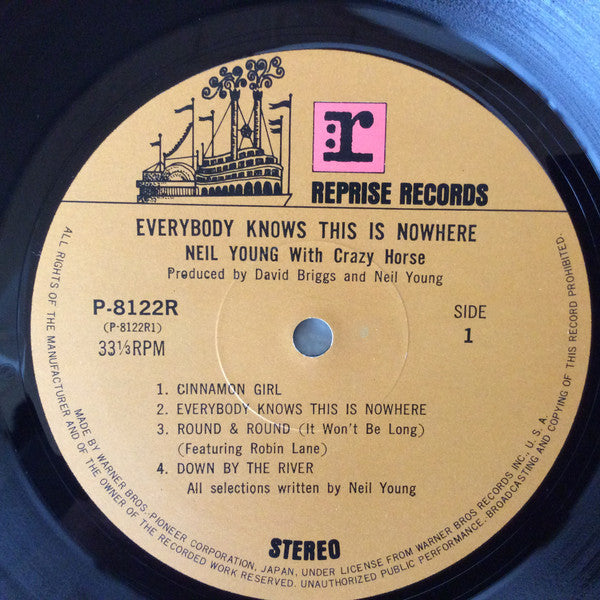 r
REPRISE RECORDS
EVERYBODY KNOWS THIS IS NOWHERE
NEIL YOUNG With Crazy Horse
Produced by David Briggs and Neil Young
P-8122R
(P-8122R1)
33⅓RPM
SIDE
1
1. CINNAMON GIRL
2. EVERYBODY KNOWS THIS IS NOWHERE
3. ROUND & ROUND (It Won't Be Long)
(Featuring Robin Lane)
4. DOWN BY THE RIVER
All selections written by Neil Young
STEREO
MADE BY WARNER BROS.-PIONEER CORPORATION, JAPAN, UNDER LICENSE FROM WARNER BROS RECORDS INC., U.S.A.
ALL RIGHTS OF THE MANUFACTURER AND OF THE OWNER OF THE RECORDED WORK RESERVED. UNAUTHORIZED PUBLIC PERFORMANCE, BROADCASTING AND COPYING OF THIS RECORD PROHIBITED.